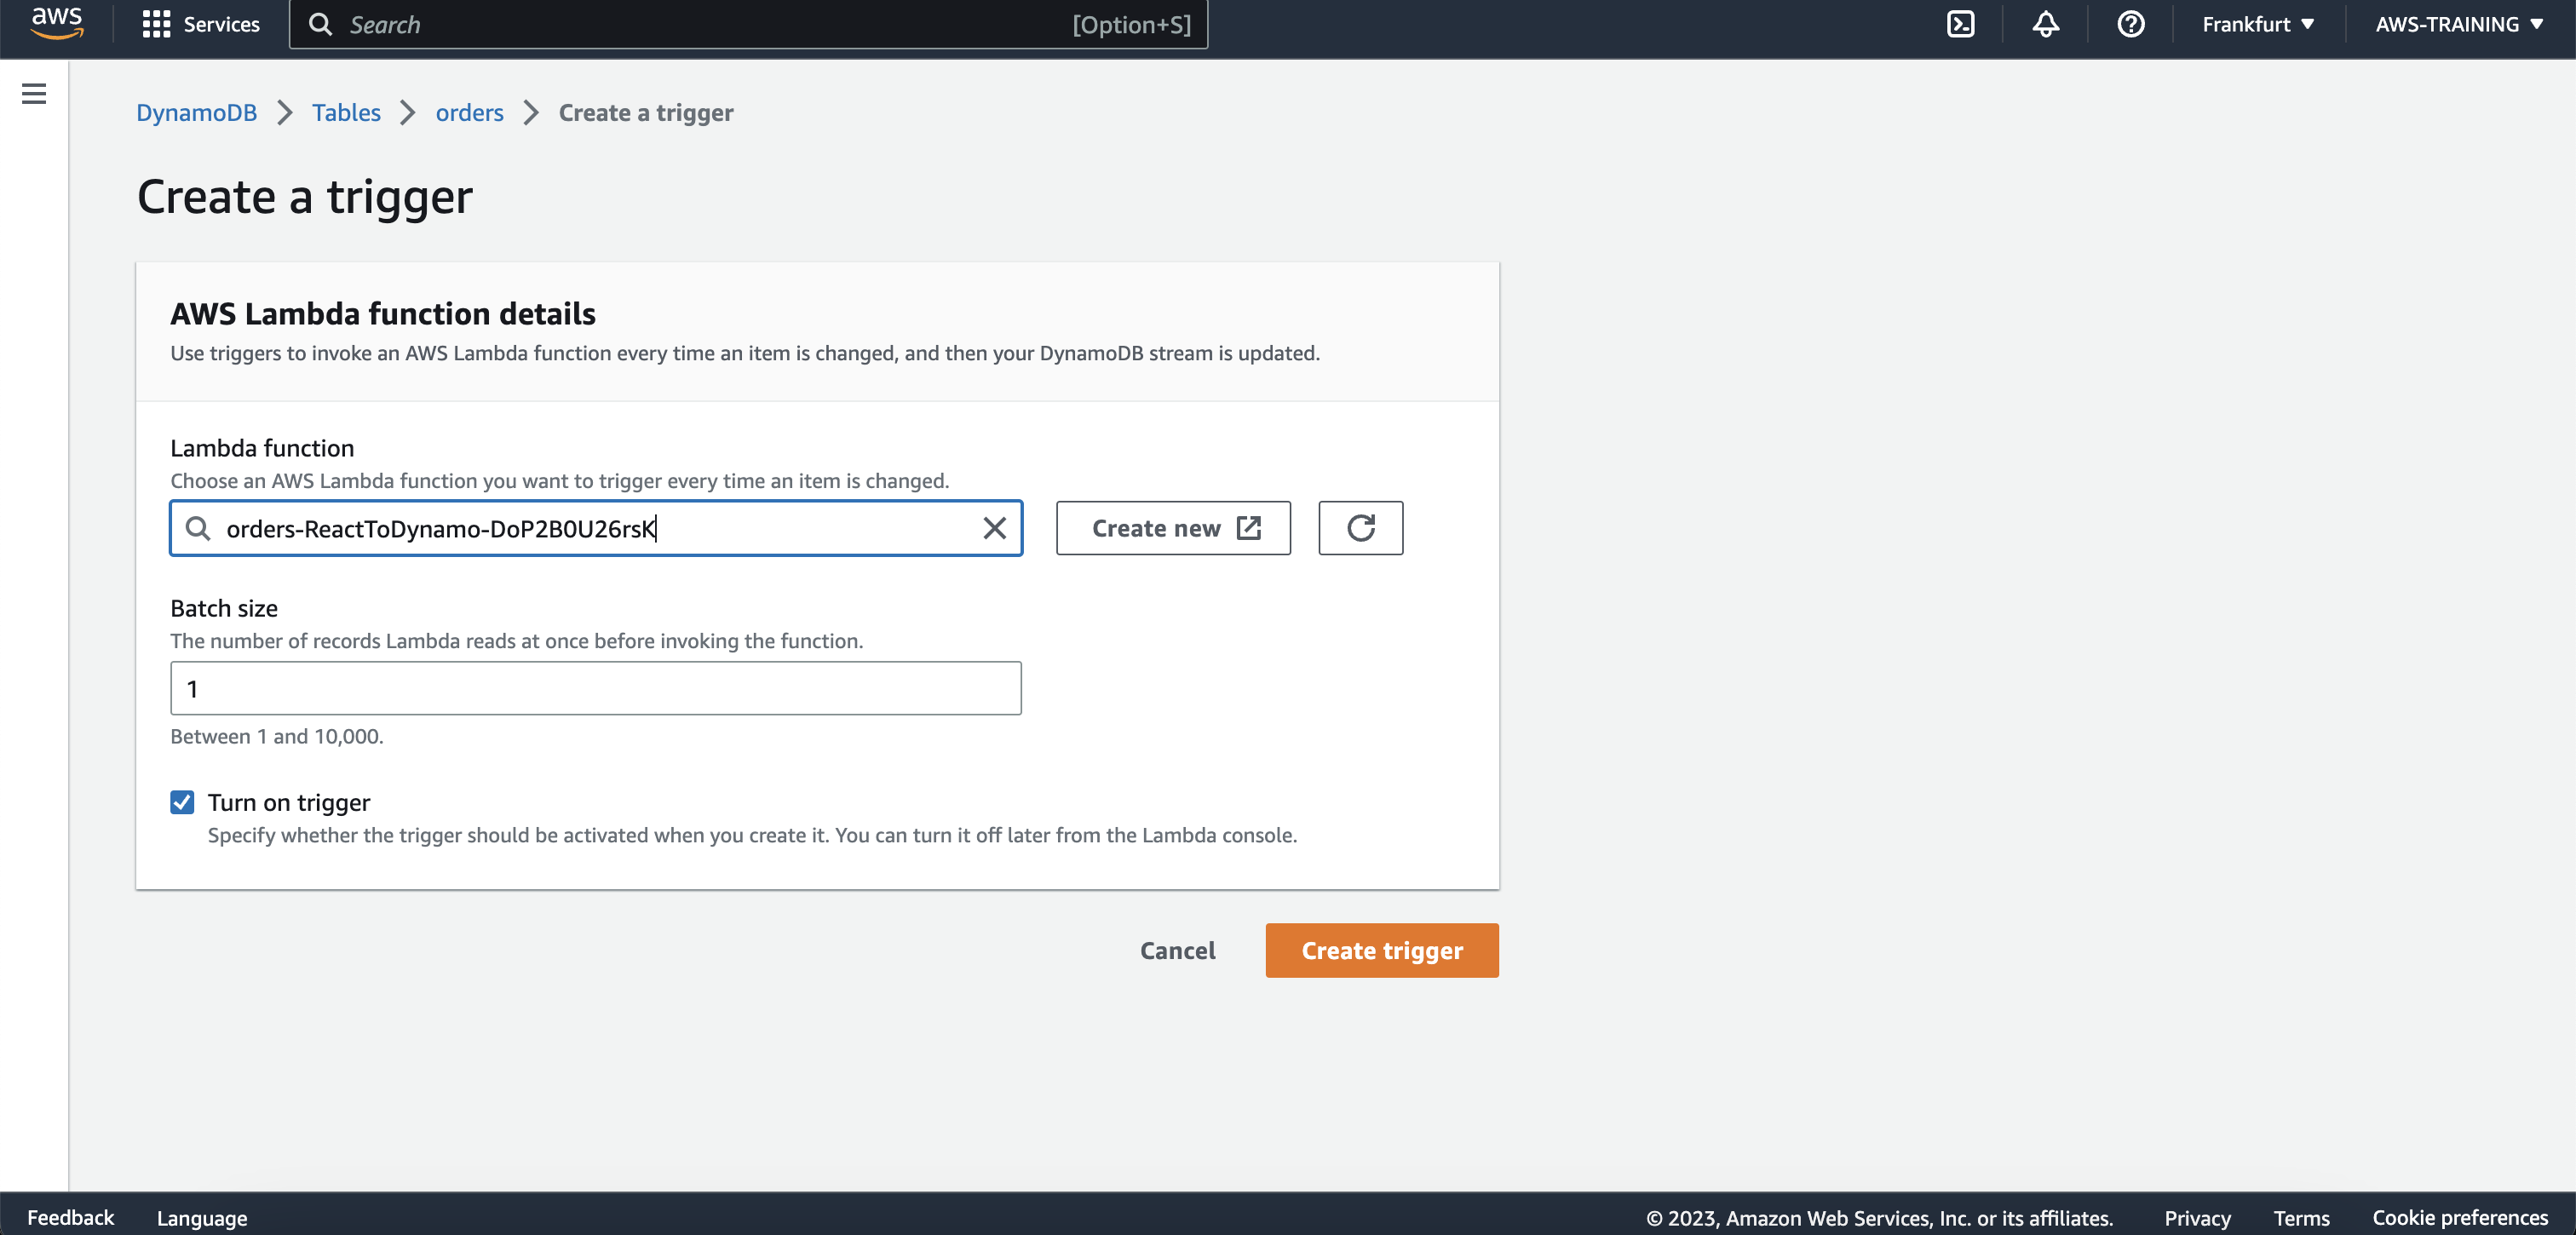 aws Services Search [Option+S] Frankfurt AWS-TRAINING
DynamoDB Tables orders Create a trigger
Create a trigger
AWS Lambda function details
Use triggers to invoke an AWS Lambda function every time an item is changed, and then your DynamoDB stream is updated.
Lambda function
Choose an AWS Lambda function you want to trigger every time an item is changed.
orders-ReactToDynamo-DoP2B0U26rsK Create new
Batch size
The number of records Lambda reads at once before invoking the function.
1
Between 1 and 10,000.
Turn on trigger
Specify whether the trigger should be activated when you create it. You can turn it off later from the Lambda console.
Cancel Create trigger
Feedback Language © 2023, Amazon Web Services, Inc. or its affiliates. Privacy Terms Cookie preferences